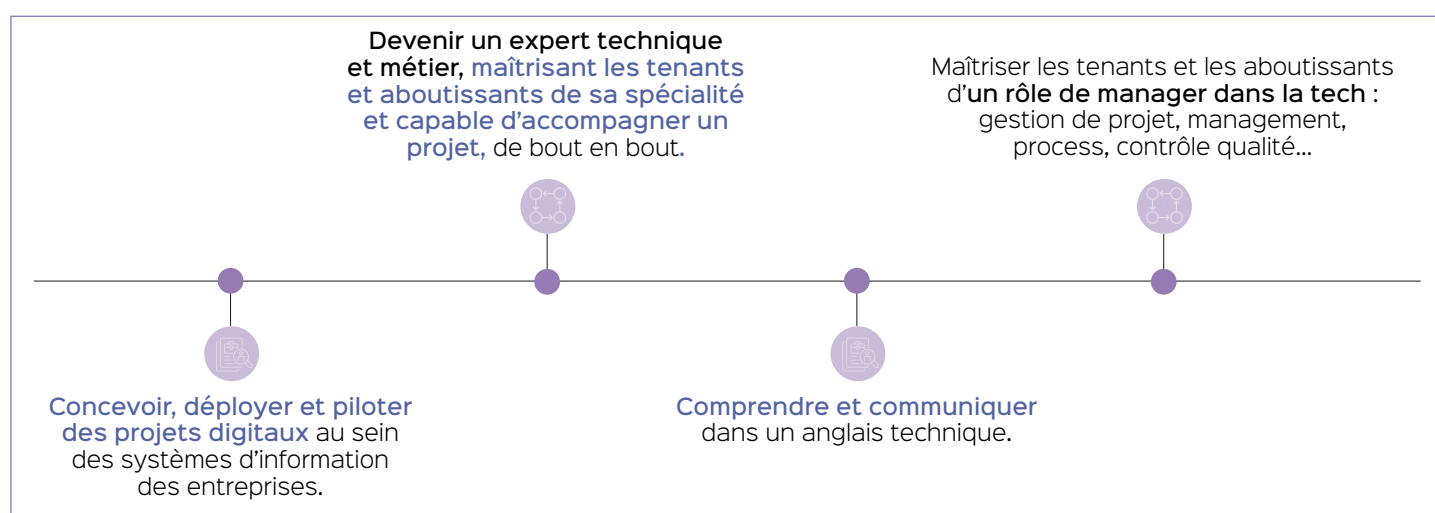 Devenir un expert technique
et métier, maîtrisant les tenants
et aboutissants de sa spécialité
et capable d'accompagner un
projet, de bout en bout.
Maîtriser les tenants et les aboutissants
d'un rôle de manager dans la tech :
gestion de projet, management,
process, contrôle qualité...
Concevoir, déployer et piloter
des projets digitaux au sein
des systèmes d'information
des entreprises.
Comprendre et communiquer
dans un anglais technique.